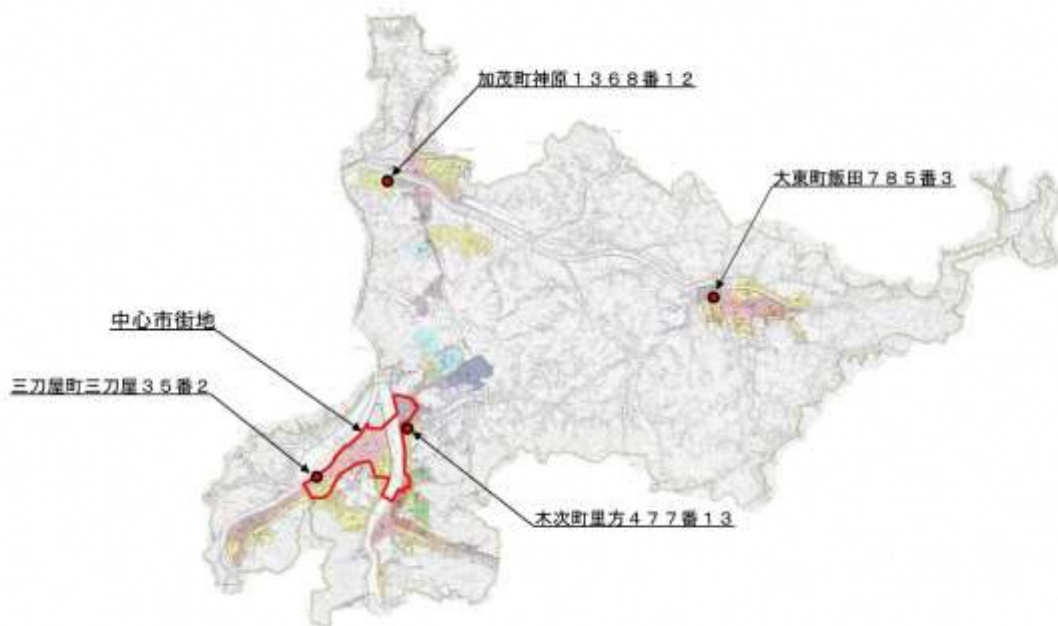 加茂町神原１３６８番１２
大東町飯田７８５番３
中心市街地
三刀屋町三刀屋３５番２
木次町里方４７７番１３